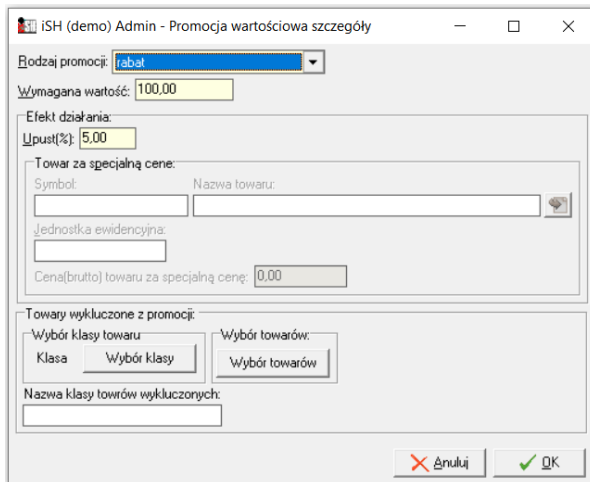 iSH (demo) Admin - Promocja wartościowa szczegóły
Rodzaj promocji: rabat
Wymagana wartość: 100,00
Efekt działania:
Upust(%): 5,00
Towar za specjalną cene:
Symbol: Nazwa towaru:
Jednostka ewidencyjna:
Cena(brutto) towaru za specjalną cenę: 0,00
Towary wykluczone z promocji:
Wybór klasy towaru Wybór towarów:
Klasa Wybór klasy Wybór towarów
Nazwa klasy towrów wykluczonych:
Anuluj OK